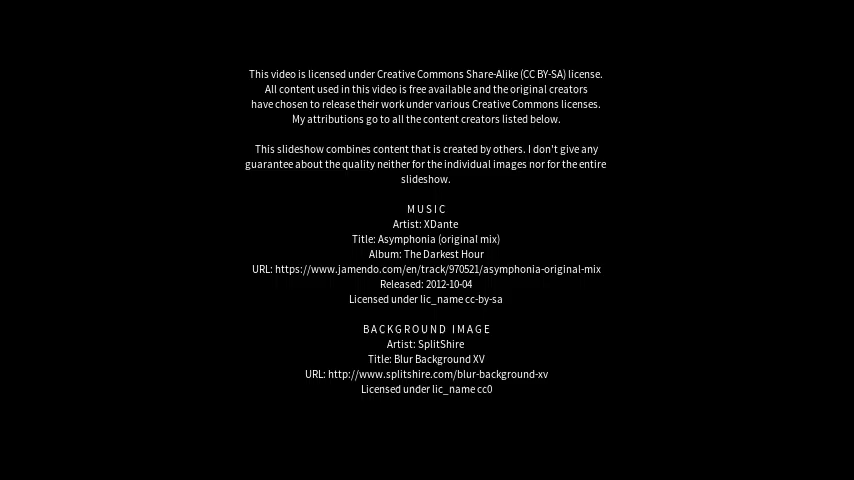 This video is licensed under Creative Commons Share-Alike (CC BY-SA) license.
All content used in this video is free available and the original creators
have chosen to release their work under various Creative Commons licenses.
My attributions go to all the content creators listed below.
This slideshow combines content that is created by others. I don't give any
guarantee about the quality neither for the individual images nor for the entire
slideshow.
MUSIC
Artist: XDante
Title: Asymphonia (original mix)
Album: The Darkest Hour
URL: https://www.jamendo.com/en/track/970521/asymphonia-original-mix
Released: 2012-10-04
Licensed under lic_name cc-by-sa
BACKGROUND IMAGE
Artist: SplitShire
Title: Blur Background XV
URL: http://www.splitshire.com/blur-background-xv
Licensed under lic_name cc0